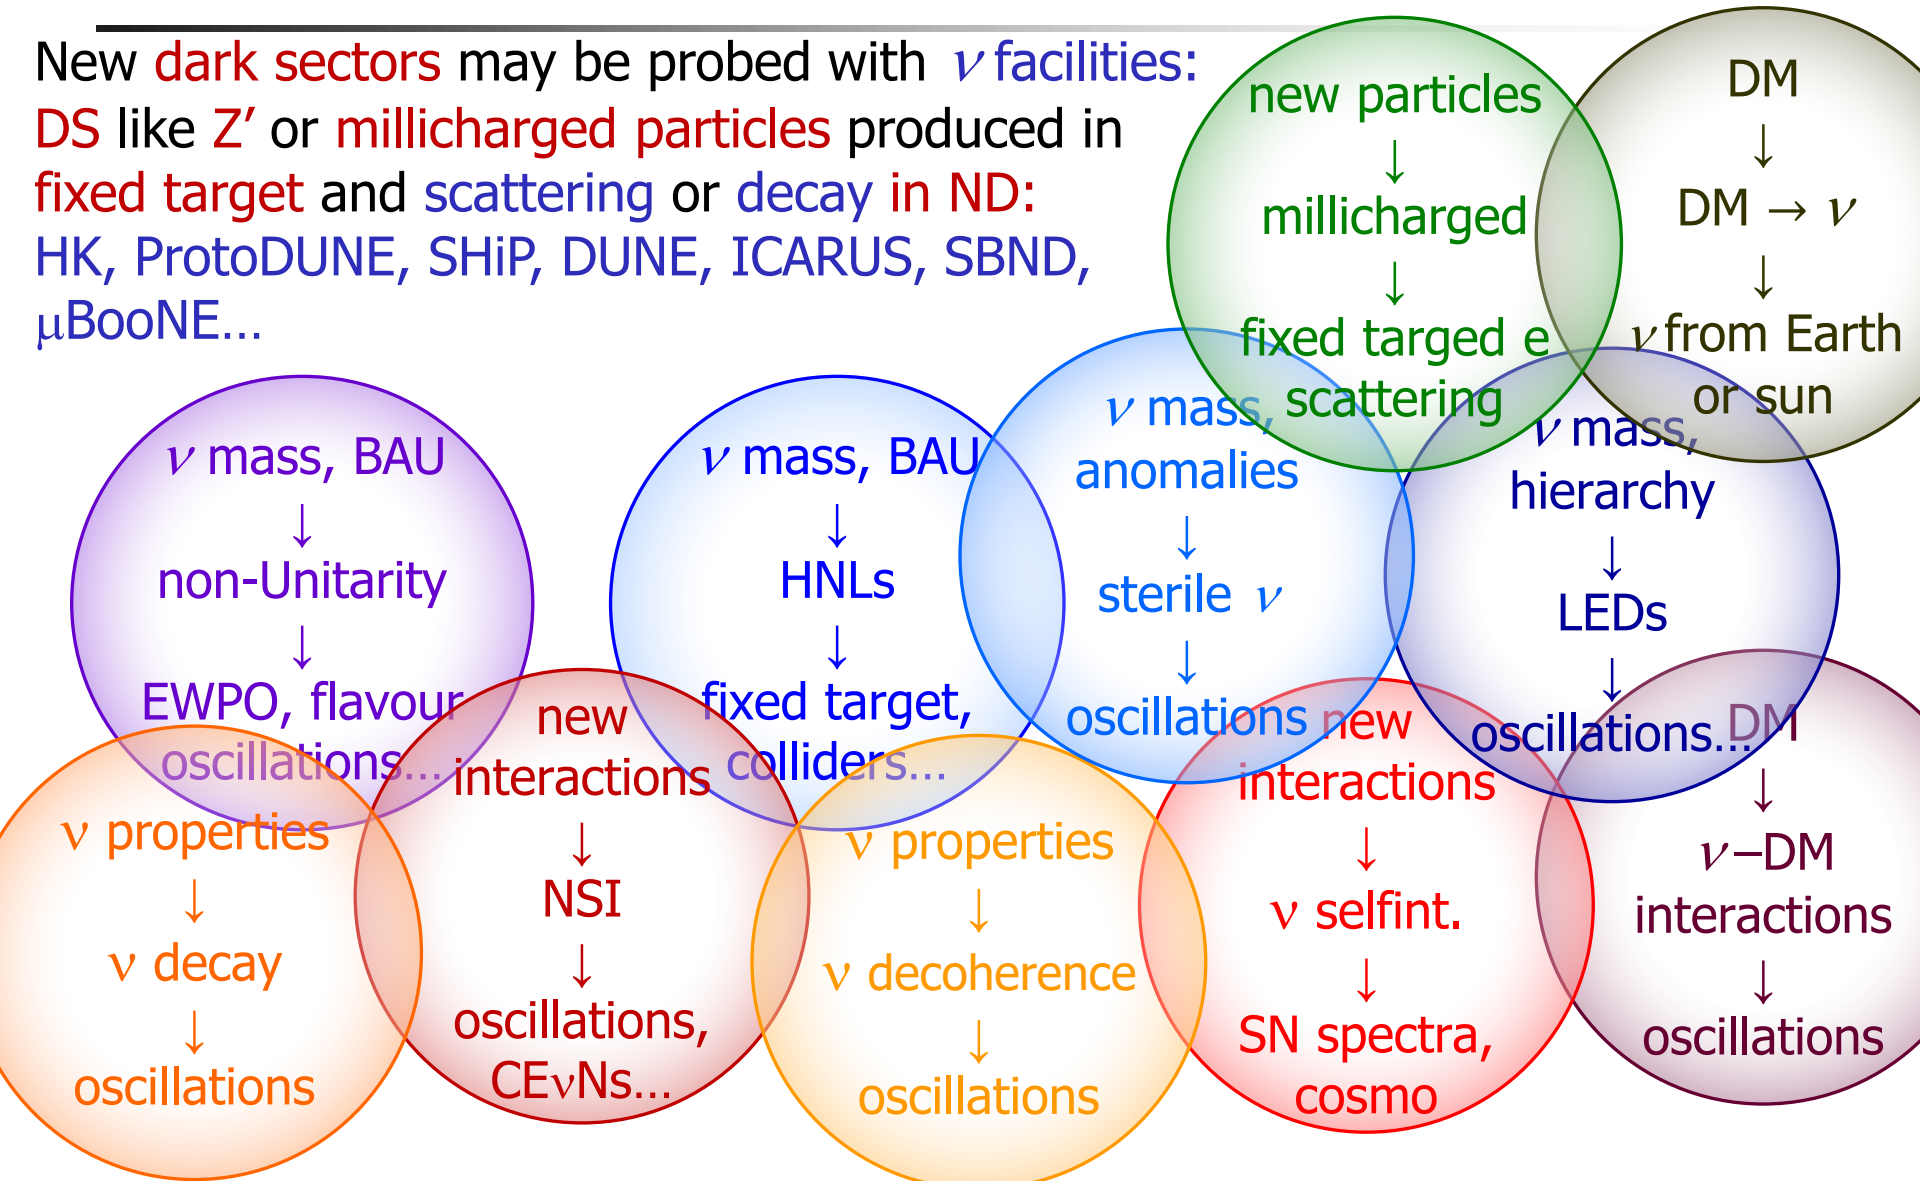 New dark sectors may be probed with ν facilities:
DS like Z’ or millicharged particles produced in
fixed target and scattering or decay in ND:
HK, ProtoDUNE, SHiP, DUNE, ICARUS, SBND,
μBooNE…
new particles
↓
millicharged
↓
fixed targed e
scattering
DM
↓
DM → ν
↓
ν from Earth
or sun
ν mass, BAU
↓
non-Unitarity
↓
EWPO, flavour
oscillations…
ν mass, BAU
↓
HNLs
↓
fixed target,
colliders…
ν mass,
anomalies
↓
sterile ν
↓
oscillations
ν mass,
hierarchy
↓
LEDs
↓
oscillations…
ν properties
↓
ν decay
↓
oscillations
new
interactions
↓
NSI
↓
oscillations,
CEνNs…
ν properties
↓
ν decoherence
↓
oscillations
new
interactions
↓
ν selfint.
↓
SN spectra,
cosmo
DM
↓
ν–DM
interactions
↓
oscillations